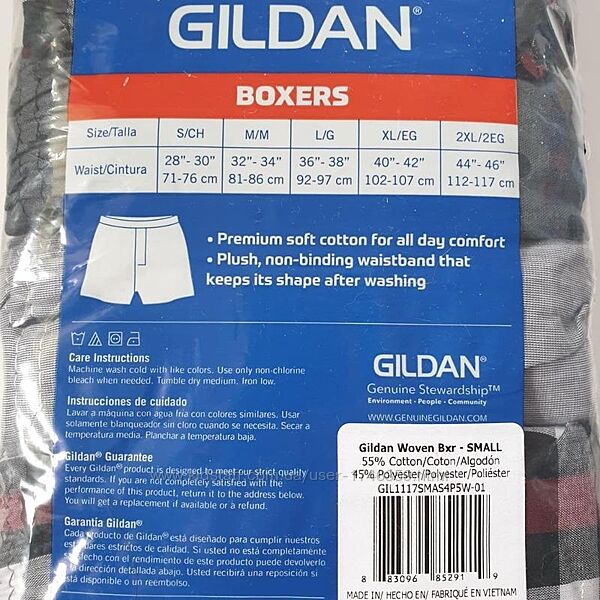 GILDAN®
BOXERS
Size/Talla S/CH M/M L/G XL/EG 2XL/2EG
Waist/Cintura 28"- 30" 32"- 34" 36"- 38" 40"- 42" 44"- 46"
71-76 cm 81-86 cm 92-97 cm 102-107 cm 112-117 cm
• Premium soft cotton for all day comfort
• Plush, non-binding waistband that
keeps its shape after washing
Care Instructions
Machine wash cold with like colors. Use only non-chlorine
bleach when needed. Tumble dry medium. Iron low.
Instrucciones de cuidado
Lavar a máquina con agua fría con colores similares. Usar
solamente blanqueador sin cloro cuando se necesita. Secar a
temperatura media. Planchar a temperatura baja.
Gildan® Guarantee
Every Gildan® product is designed to meet our strict quality
standards. If you are not completely satisfied with the
performance of this product, return it to the address below.
You will get a replacement if available, or a refund.
Garantía Gildan®
Cada producto de Gildan® está diseñado para cumplir nuestros
estándares estrictos de calidad. Si usted no está completamente
satisfecho con el rendimiento de este producto puede devolverlo
a la dirección detallada abajo. Usted recibirá una reposición si
está disponible o un reembolso.
GILDAN®
Genuine Stewardship™
Environment • People • Community
WWW.GENUINEGILDAN.COM
Gildan Woven Bxr - SMALL
55% Cotton/Coton/Algodón
45% Polyester/Polyester/Poliéster
GIL1117SMAS4P5W-01
8 83096 85291 9
MADE IN/ HECHO EN/ FABRIQUÉ EN VIETNAM